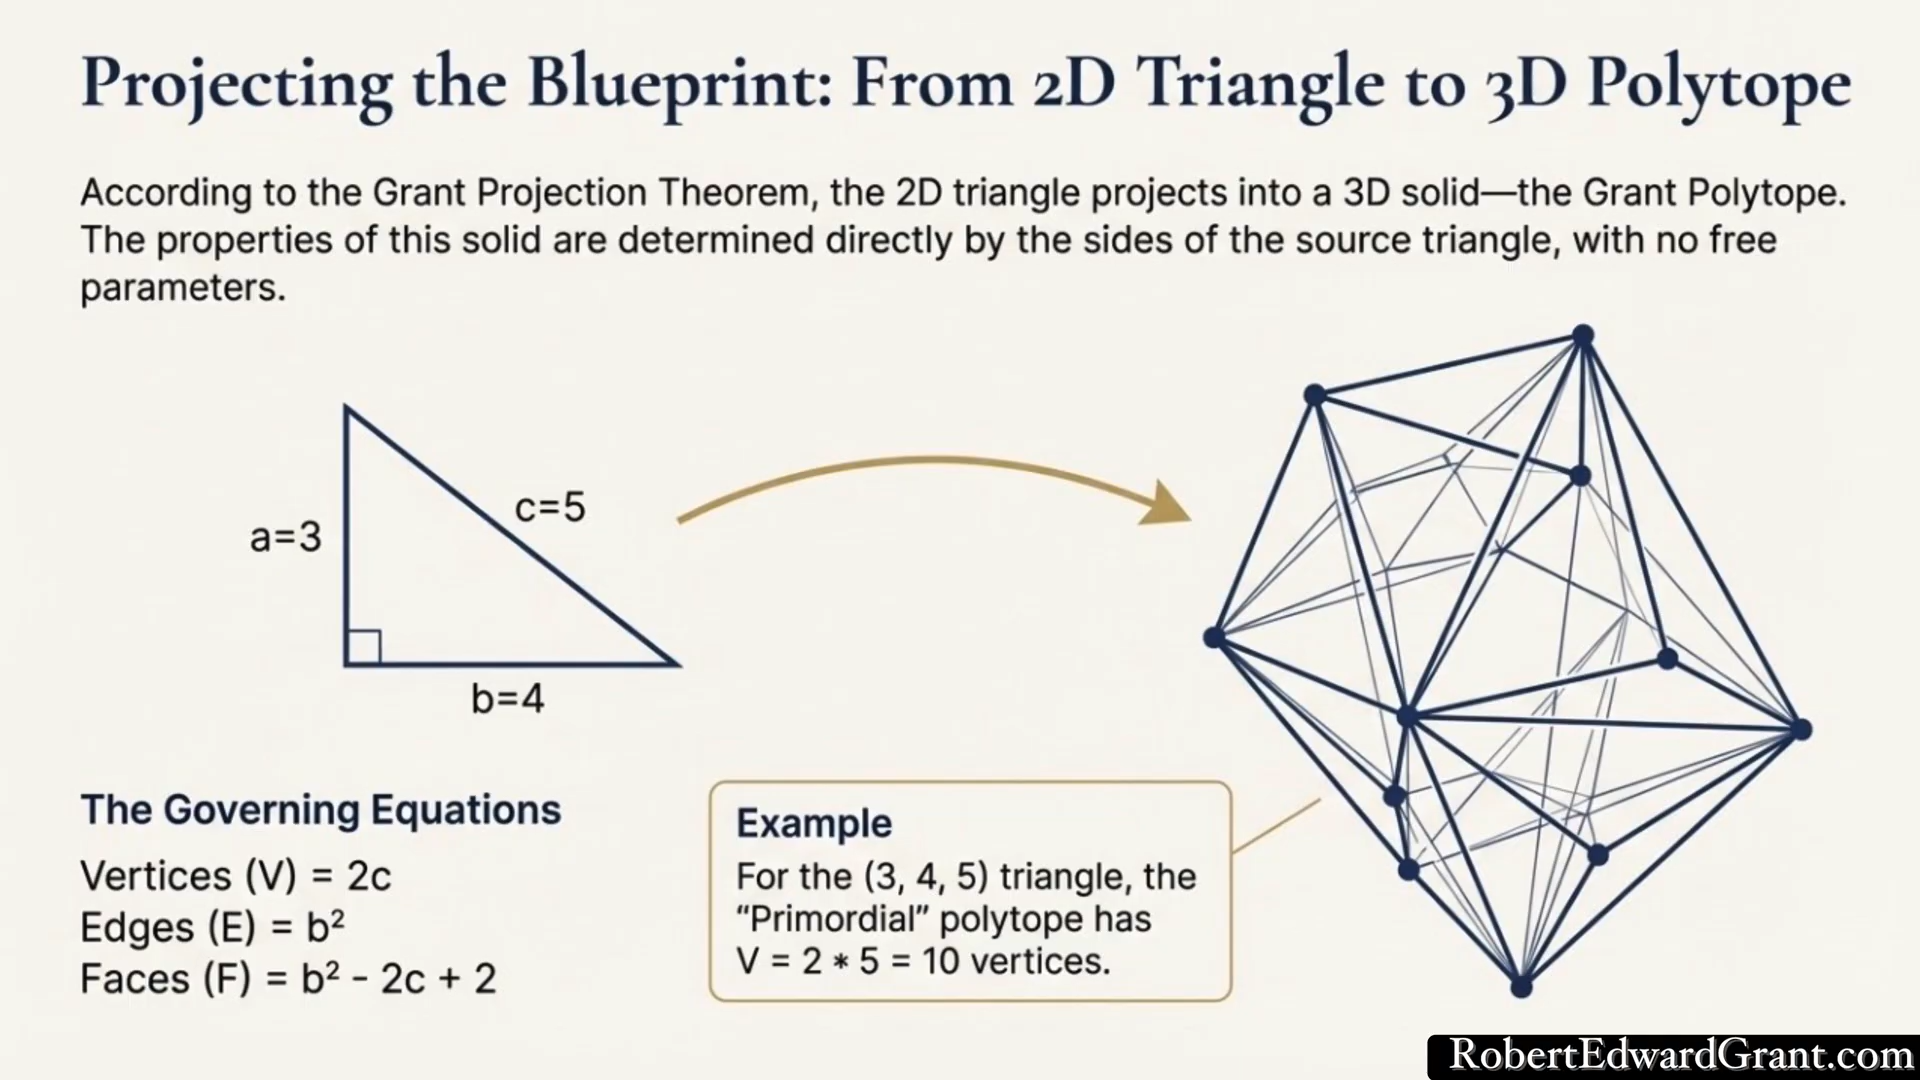 Projecting the Blueprint: From 2D Triangle to 3D Polytope
According to the Grant Projection Theorem, the 2D triangle projects into a 3D solid—the Grant Polytope.
The properties of this solid are determined directly by the sides of the source triangle, with no free
parameters.
a=3
c=5
b=4
The Governing Equations
Vertices (V) = 2c
Edges (E) = b²
Faces (F) = b² - 2c + 2
Example
For the (3, 4, 5) triangle, the
“Primordial” polytope has
V = 2 * 5 = 10 vertices.
RobertEdwardGrant.com